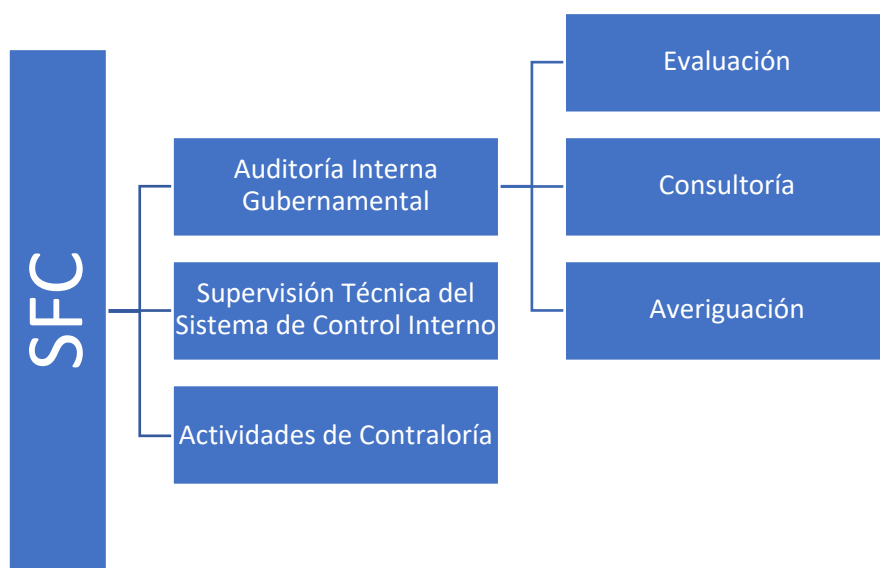 SFC
Auditoría Interna
Gubernamental
Supervisión Técnica del
Sistema de Control Interno
Actividades de Contraloría
Evaluación
Consultoría
Averiguación